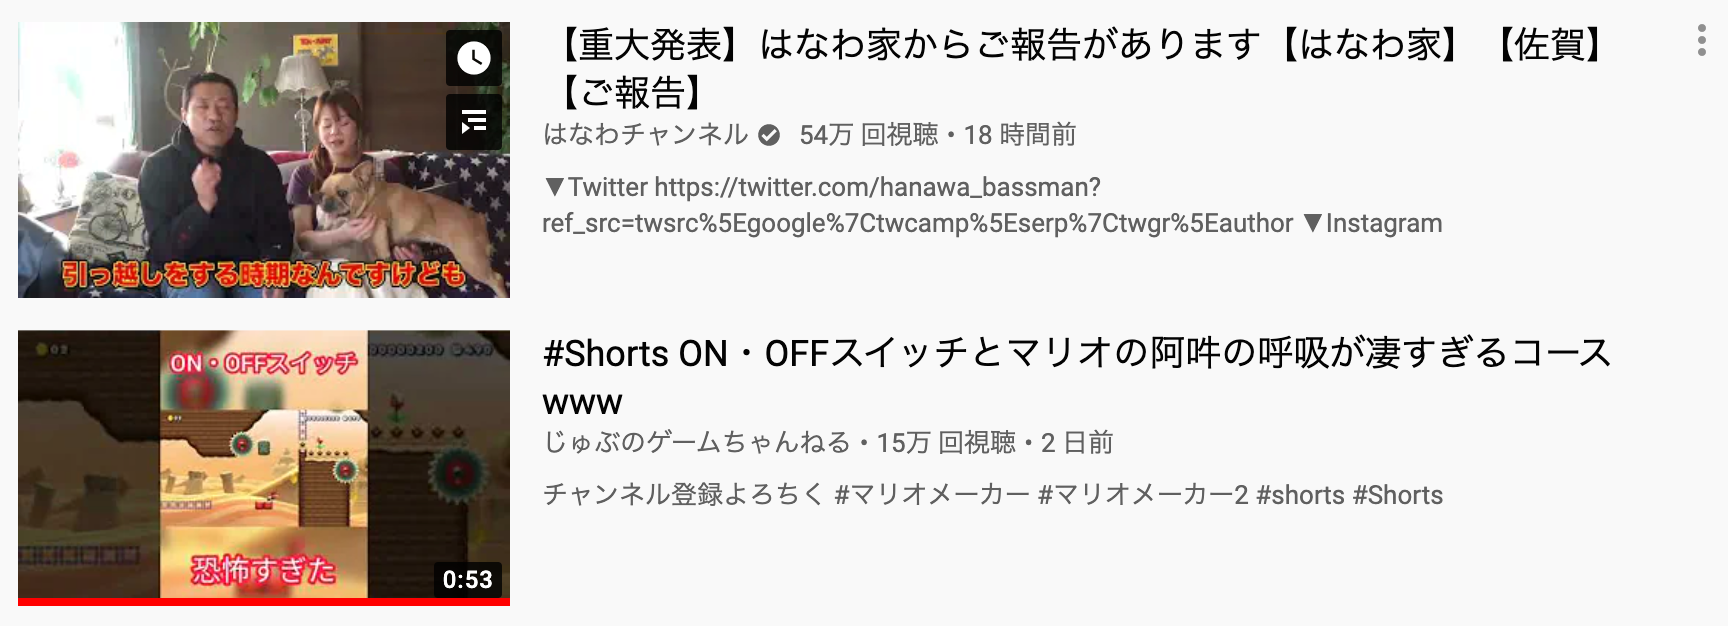 【重大発表】はなわ家からご報告があります【はなわ家】【佐賀】
【ご報告】
はなわチャンネル 54万 回視聴・18 時間前
▼Twitter https://twitter.com/hanawa_bassman?
ref_src=twsrc%5Egoogle%7Ctwcamp%5Eserp%7Ctwgr%5Eauthor ▼Instagram
引っ越しをする時期なんですけども
#Shorts ON・OFFスイッチとマリオの阿吽の呼吸が凄すぎるコース
www
じゅぶのゲームちゃんねる・15万 回視聴・2 日前
チャンネル登録よろちく #マリオメーカー #マリオメーカー2 #shorts #Shorts
ON・OFFスイッチ
恐怖すぎた
0:53